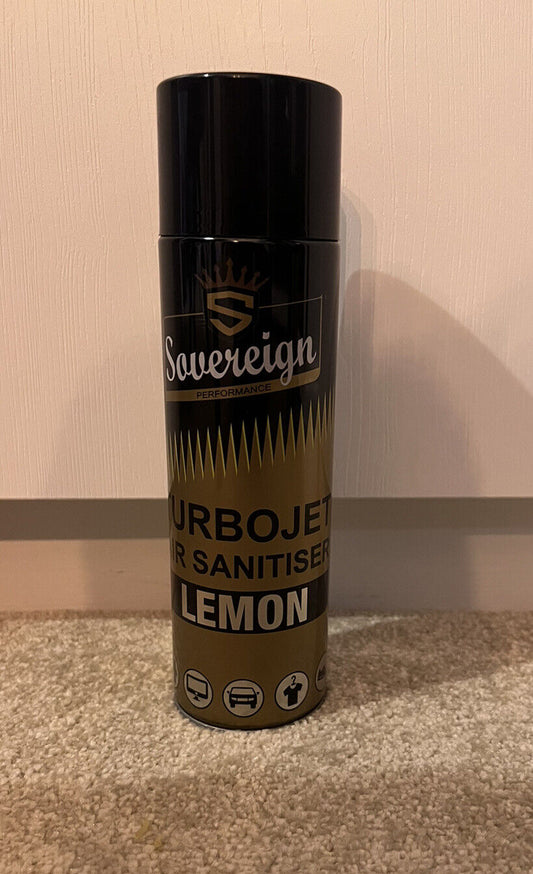 S
Sovereign
PERFORMANCE
URBOJET
R SANITISER
LEMON